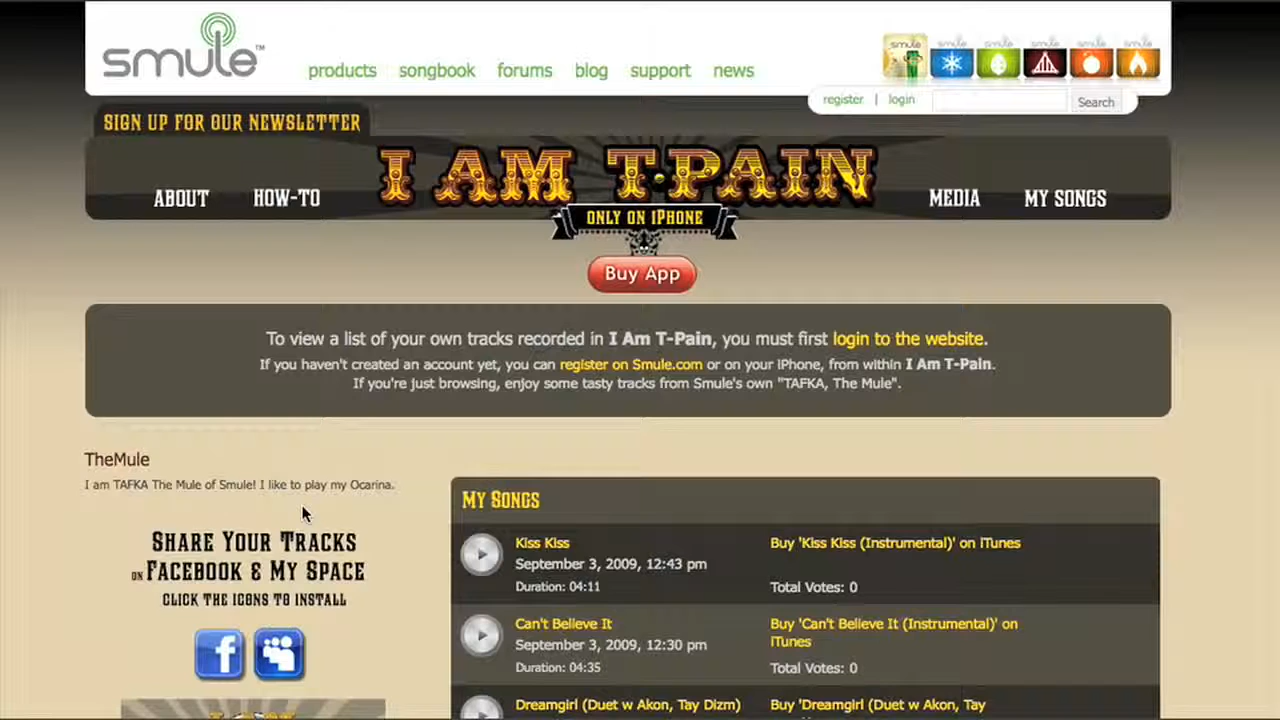 smule™
products songbook forums blog support news
smule smule smule smule smule smule
register | login Search
SIGN UP FOR OUR NEWSLETTER
I AM T-PAIN
ABOUT HOW-TO MEDIA MY SONGS
ONLY ON iPHONE
Buy App
To view a list of your own tracks recorded in I Am T-Pain, you must first login to the website.
If you haven't created an account yet, you can register on Smule.com or on your iPhone, from within I Am T-Pain.
If you're just browsing, enjoy some tasty tracks from Smule's own "TAFKA, The Mule".
TheMule
I am TAFKA The Mule of Smule! I like to play my Ocarina.
SHARE YOUR TRACKS
ON FACEBOOK & MY SPACE
CLICK THE ICONS TO INSTALL
MY SONGS
Kiss Kiss Buy 'Kiss Kiss (Instrumental)' on iTunes
September 3, 2009, 12:43 pm
Duration: 04:11 Total Votes: 0
Can't Believe It Buy 'Can't Believe It (Instrumental)' on
September 3, 2009, 12:30 pm iTunes
Duration: 04:35 Total Votes: 0
Dreamgirl (Duet w Akon, Tay Dizm) Buy 'Dreamgirl (Duet w Akon, Tay